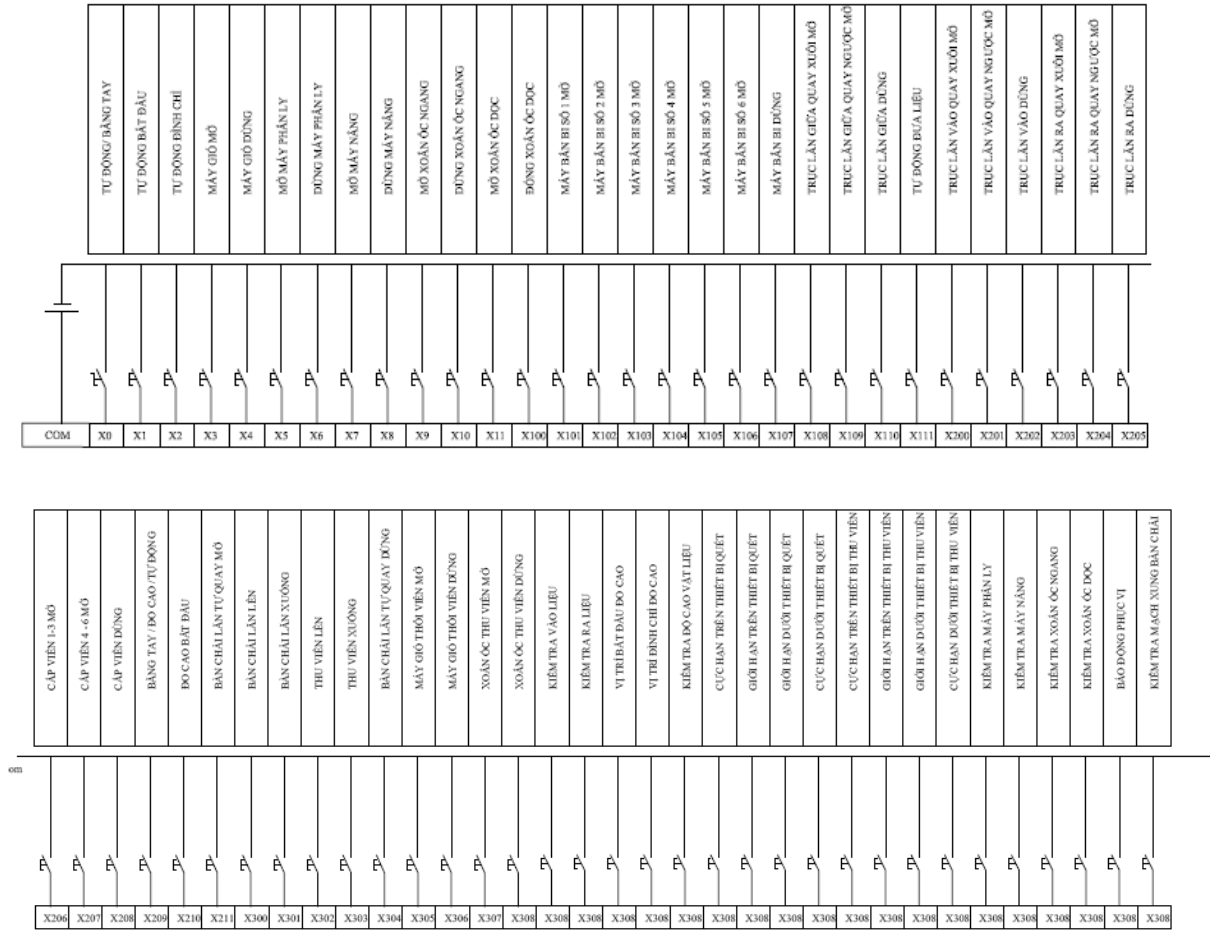 TỰ ĐỘNG/ BẰNG TAY
TỰ ĐỘNG BẮT ĐẦU
TỰ ĐỘNG ĐÌNH CHỈ
MÁY GIÓ MỞ
MÁY GIÓ DỪNG
MỞ MÁY PHÂN LY
DỪNG MÁY PHÂN LY
MỞ MÁY NÂNG
DỪNG MÁY NÂNG
MỞ XOẮN ỐC NGANG
DỪNG XOẮN ỐC NGANG
MỞ XOẮN ỐC DỌC
ĐÓNG XOẮN ỐC DỌC
MÁY BẮN BI SỐ 1 MỞ
MÁY BẮN BI SỐ 2 MỞ
MÁY BẮN BI SỐ 3 MỞ
MÁY BẮN BI SỐ 4 MỞ
MÁY BẮN BI SỐ 5 MỞ
MÁY BẮN BI SỐ 6 MỞ
MÁY BẮN BI DỪNG
TRỤC LĂN GIỮA QUAY XUÔI MỞ
TRỤC LĂN GIỮA QUAY NGƯỢC MỞ
TRỤC LĂN GIỮA DỪNG
TỰ ĐỘNG ĐƯA LIỆU
TRỤC LĂN VÀO QUAY XUÔI MỞ
TRỤC LĂN VÀO QUAY NGƯỢC MỞ
TRỤC LĂN VÀO DỪNG
TRỤC LĂN RA QUAY XUÔI MỞ
TRỤC LĂN RA QUAY NGƯỢC MỞ
TRỤC LĂN RA DỪNG
COM X0 X1 X2 X3 X4 X5 X6 X7 X8 X9 X10 X11 X100 X101 X102 X103 X104 X105 X106 X107 X108 X109 X110 X111 X200 X201 X202 X203 X204 X205
CẤP VIÊN 1-3 MỞ
CẤP VIÊN 4 - 6 MỞ
CẤP VIÊN DỪNG
BẰNG TAY / ĐO CAO /TỰ ĐỘNG
ĐO CAO BẮT ĐẦU
BÀN CHẢI LĂN TỰ QUAY MỞ
BÀN CHẢI LĂN LÊN
BÀN CHẢI LĂN XUỐNG
THU VIÊN LÊN
THU VIÊN XUỐNG
BÀN CHẢI LĂN TỰ QUAY DỪNG
MÁY GIÓ THỔI VIÊN MỞ
MÁY GIÓ THỔI VIÊN DỪNG
XOẮN ỐC THU VIÊN MỞ
XOẮN ỐC THU VIÊN DỪNG
KIỂM TRA VÀO LIỆU
KIỂM TRA RA LIỆU
VỊ TRÍ BẮT ĐẦU ĐO CAO
VỊ TRÍ ĐÌNH CHỈ ĐO CAO
KIỂM TRA ĐỘ CAO VẬT LIỆU
CỰC HẠN TRÊN THIẾT BỊ QUÉT
GIỚI HẠN TRÊN THIẾT BỊ QUÉT
GIỚI HẠN DƯỚI THIẾT BỊ QUÉT
CỰC HẠN DƯỚI THIẾT BỊ QUÉT
CỰC HẠN TRÊN THIẾT BỊ THU VIÊN
GIỚI HẠN TRÊN THIẾT BỊ THU VIÊN
GIỚI HẠN DƯỚI THIẾT BỊ THU VIÊN
CỰC HẠN DƯỚI THIẾT BỊ THU VIÊN
KIỂM TRA MÁY PHÂN LY
KIỂM TRA MÁY NÂNG
KIỂM TRA XOẮN ỐC NGANG
KIỂM TRA XOẮN ỐC DỌC
BÁO ĐỘNG PHỤC VỊ
KIỂM TRA MẠCH XUNG BÀN CHẢI
om
X206 X207 X208 X209 X210 X211 X300 X301 X302 X303 X304 X305 X306 X307 X308 X308 X308 X308 X308 X308 X308 X308 X308 X308 X308 X308 X308 X308 X308 X308 X308 X308 X308 X308